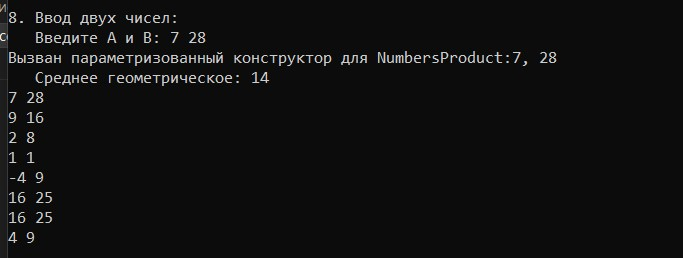 8. Ввод двух чисел:
Введите A и B: 7 28
Вызван параметризованный конструктор для NumbersProduct:7, 28
Среднее геометрическое: 14
7 28
9 16
2 8
1 1
-4 9
16 25
16 25
4 9